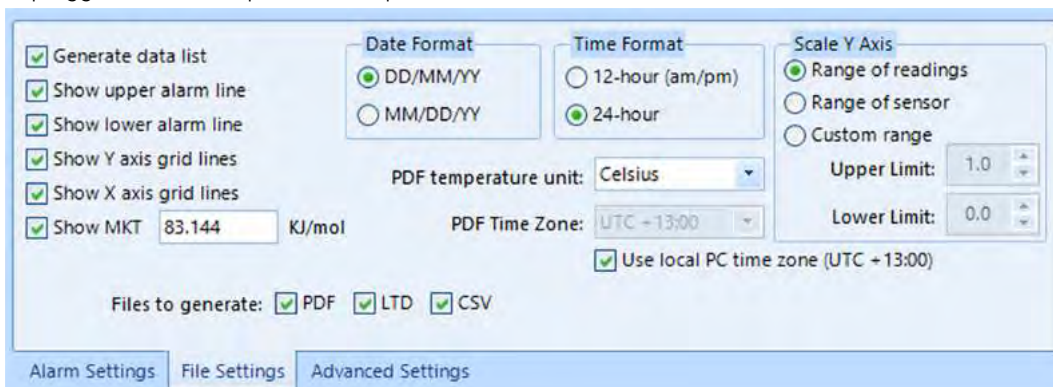 Generate data list
Show upper alarm line
Show lower alarm line
Show Y axis grid lines
Show X axis grid lines
Show MKT 83.144 KJ/mol
Date Format
DD/MM/YY
MM/DD/YY
Time Format
12-hour (am/pm)
24-hour
Scale Y Axis
Range of readings
Range of sensor
Custom range
Upper Limit: 1.0
Lower Limit: 0.0
PDF temperature unit: Celsius
PDF Time Zone: UTC +13:00
Use local PC time zone (UTC +13:00)
Files to generate: PDF LTD CSV
Alarm Settings File Settings Advanced Settings